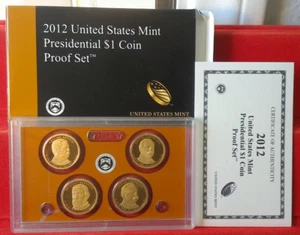 2012 United States Mint
Presidential $1 Coin
Proof Set™
UNITED STATES MINT
CERTIFICATE OF AUTHENTICITY
2012
United States Mint
Presidential $1 Coin
Proof Set™